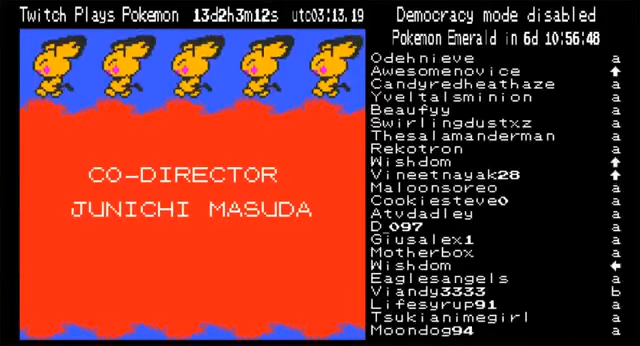 Twitch Plays Pokemon 13d2h3m12s utc03:13.19
Democracy mode disabled
Pokemon Emerald in 6d 10:56:48
CO-DIRECTOR
JUNICHI MASUDA
Odehnieve a
Awesomenovice ⬆
Candyredheathaze a
Yveltalsminion a
Beaufyy a
Swirlingdustxz a
Thesalamanderman a
Rekotron a
Wishdom ⬆
Vineetnayak28 ⬆
Maloonsoreo a
Cookiesteve0 a
Atvdadley a
D_097 a
Giusalex1 a
Motherbox a
Wishdom ⬅
Eaglesangels a
Viandy3333 b
Lifesyrup91 a
Tsukianimegirl a
Moondog94 a